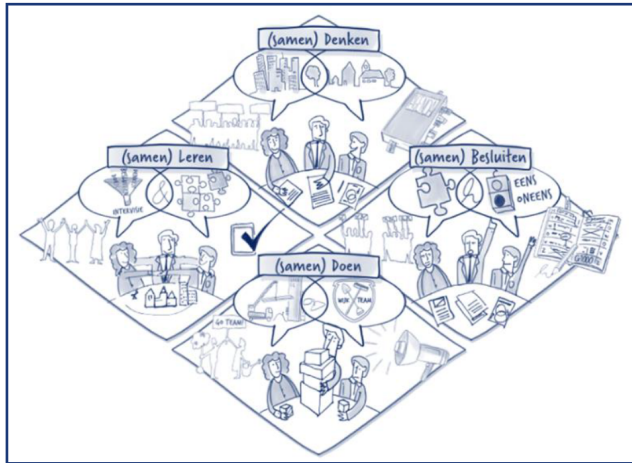 (samen) Denken
(samen) Leren
INTERVISIE
&
(samen) Besluiten
EENS
ONEENS
(samen) Doen
WIJK TEAM
GO TEAM!